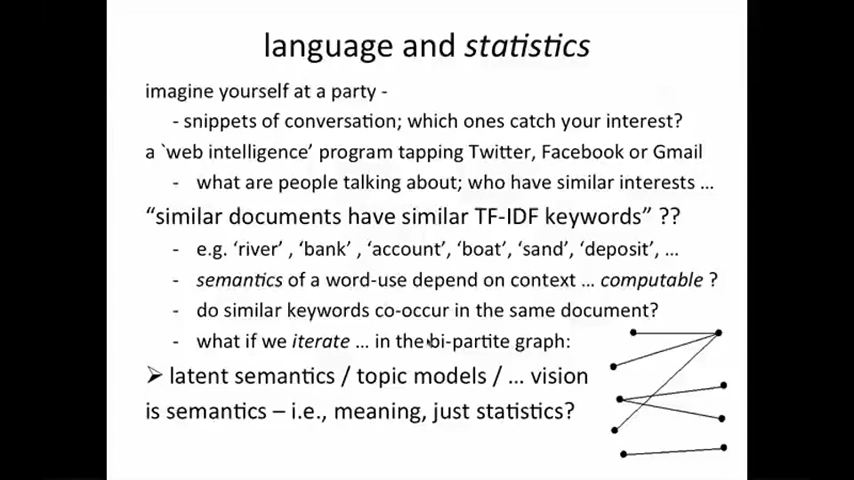 language and statistics
imagine yourself at a party -
- snippets of conversation; which ones catch your interest?
a `web intelligence’ program tapping Twitter, Facebook or Gmail
- what are people talking about; who have similar interests …
“similar documents have similar TF-IDF keywords” ??
- e.g. ‘river’ , ‘bank’ , ‘account’, ‘boat’, ‘sand’, ‘deposit’, …
- semantics of a word-use depend on context … computable ?
- do similar keywords co-occur in the same document?
- what if we iterate … in the bi-partite graph:
➢ latent semantics / topic models / … vision
is semantics – i.e., meaning, just statistics?